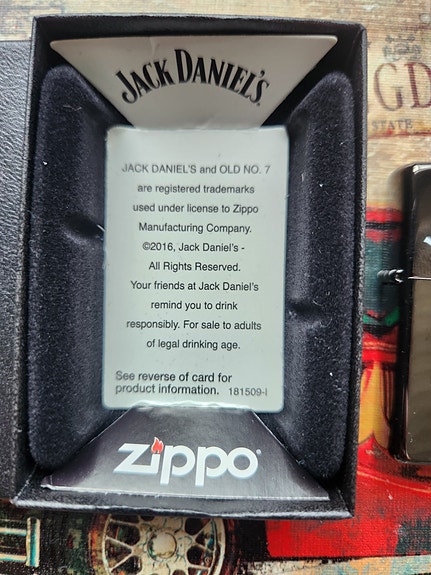 JACK DANIEL'S
JACK DANIEL'S and OLD NO. 7
are registered trademarks
used under license to Zippo
Manufacturing Company.
©2016, Jack Daniel's -
All Rights Reserved.
Your friends at Jack Daniel's
remind you to drink
responsibly. For sale to adults
of legal drinking age.
See reverse of card for
product information. 181509-I
zippo®
GD
STATE